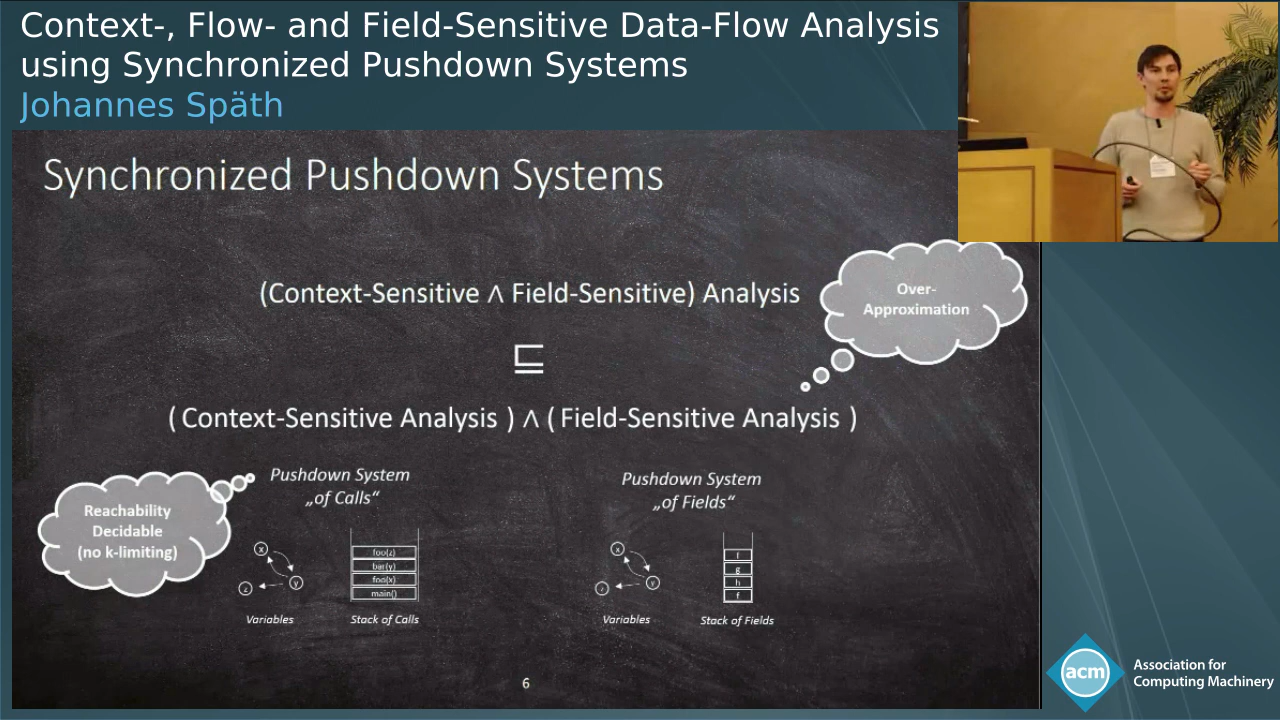 Context-, Flow- and Field-Sensitive Data-Flow Analysis
using Synchronized Pushdown Systems
Johannes Späth
Synchronized Pushdown Systems
(Context-Sensitive ∧ Field-Sensitive) Analysis
Over-
Approximation
⊑
( Context-Sensitive Analysis ) ∧ ( Field-Sensitive Analysis )
Reachability
Decidable
(no k-limiting)
Pushdown System
„of Calls“
x
y
z
Variables
foo(z)
bar(y)
foo(x)
main()
Stack of Calls
Pushdown System
„of Fields“
x
y
Variables
f
g
h
f
Stack of Fields
6
acm
Association for
Computing Machinery